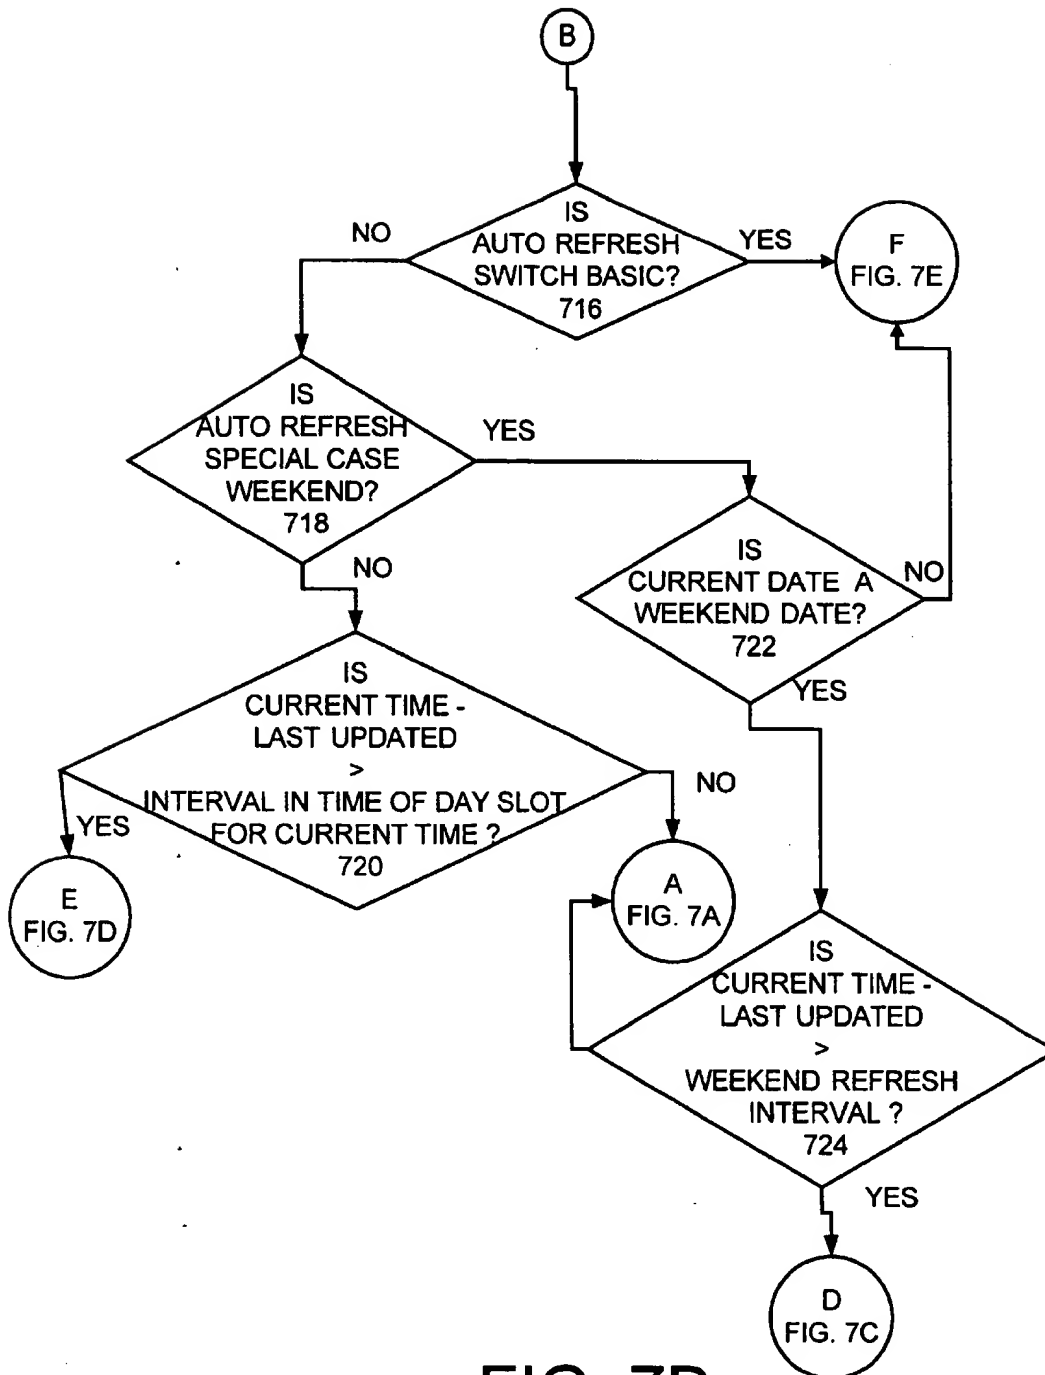 B
IS
AUTO REFRESH
SWITCH BASIC?
716
NO
YES
F
FIG. 7E
IS
AUTO REFRESH
SPECIAL CASE
WEEKEND?
718
YES
NO
IS
CURRENT DATE A
WEEKEND DATE?
722
NO
YES
IS
CURRENT TIME -
LAST UPDATED
>
INTERVAL IN TIME OF DAY SLOT
FOR CURRENT TIME ?
720
YES
NO
E
FIG. 7D
A
FIG. 7A
IS
CURRENT TIME -
LAST UPDATED
>
WEEKEND REFRESH
INTERVAL ?
724
YES
D
FIG. 7C